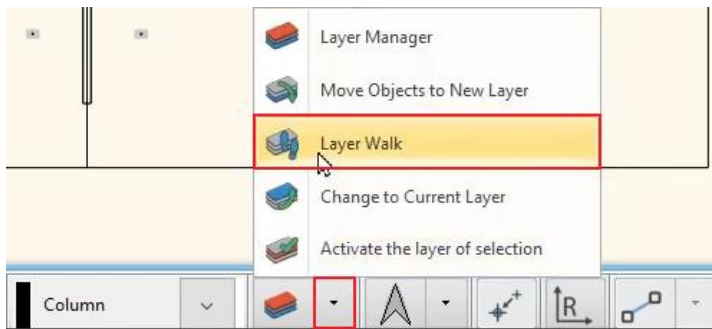 Layer Manager
Move Objects to New Layer
Layer Walk
Change to Current Layer
Activate the layer of selection
Column
R